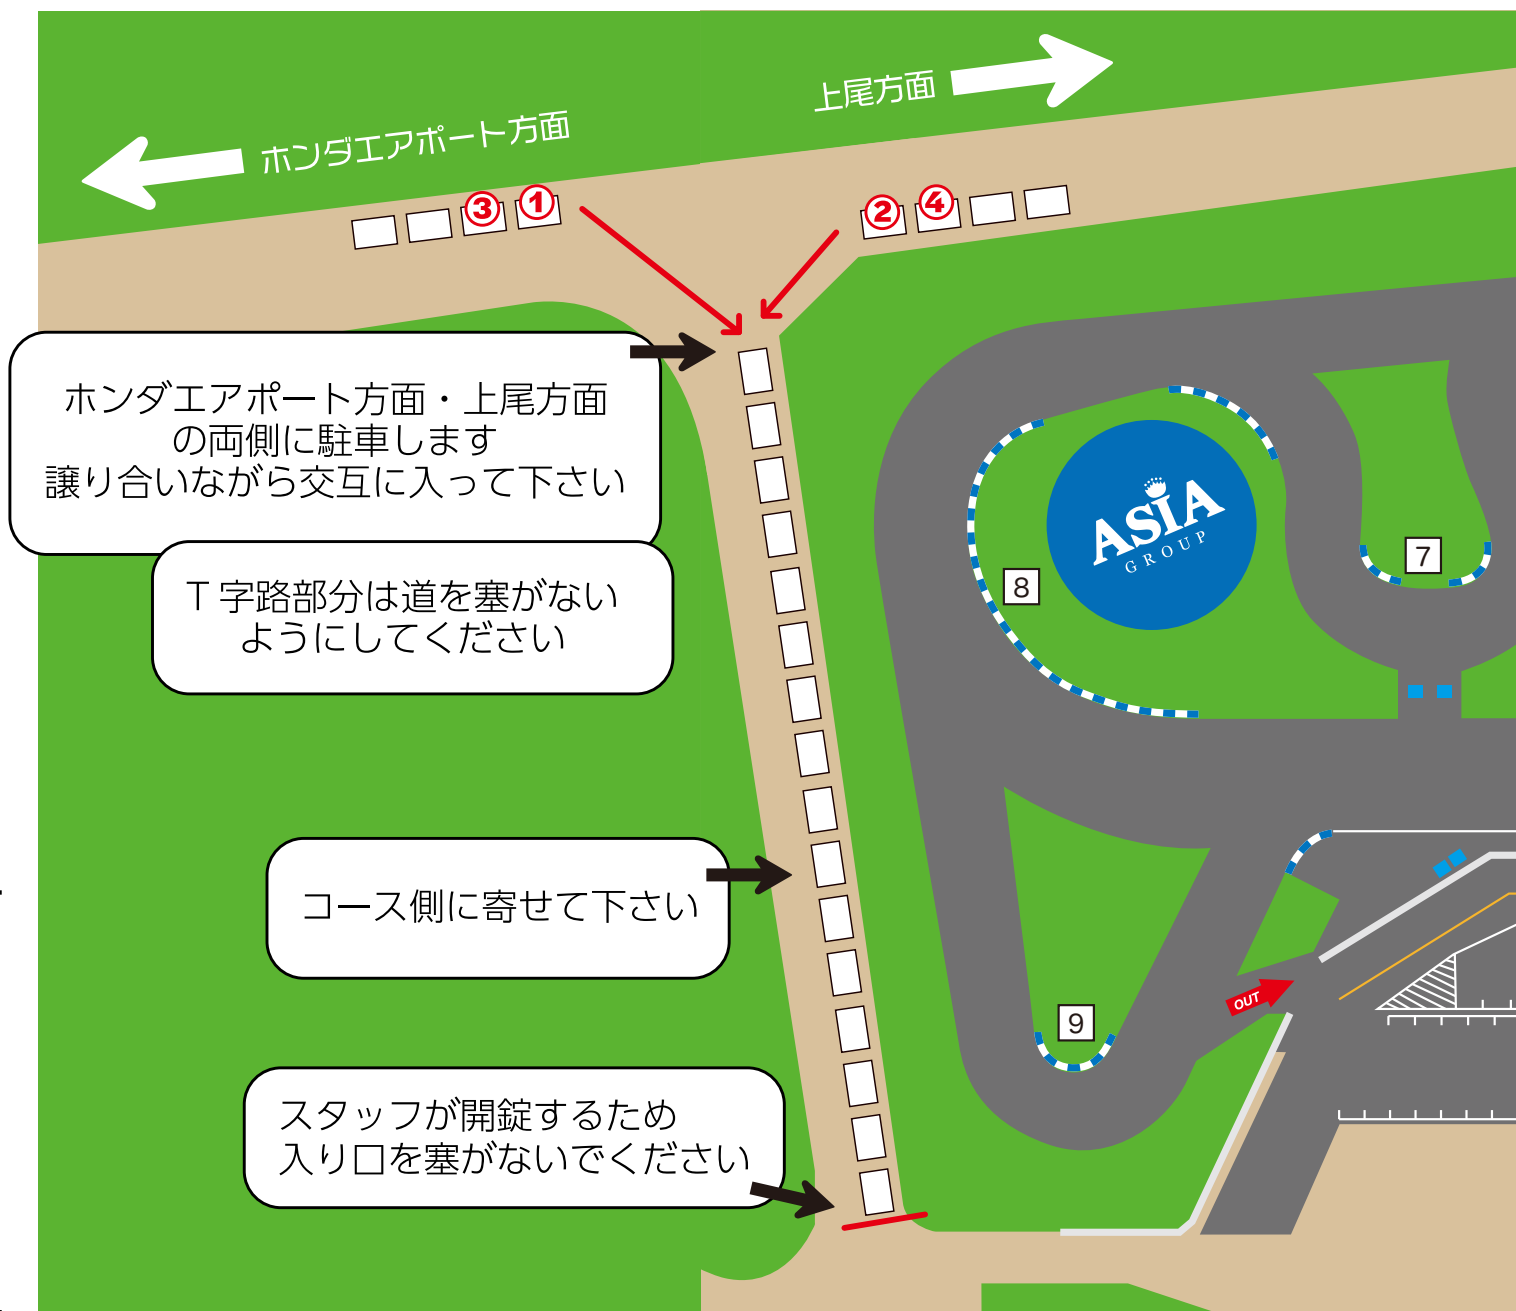 上尾方面
ホンダエアポート方面
③ ① ② ④
ホンダエアポート方面・上尾方面
の両側に駐車します
譲り合いながら交互に入って下さい
T字路部分は道を塞がない
ようにしてください
コース側に寄せて下さい
スタッフが開錠するため
入り口を塞がないでください
ASIA
GROUP
7
8
9
OUT